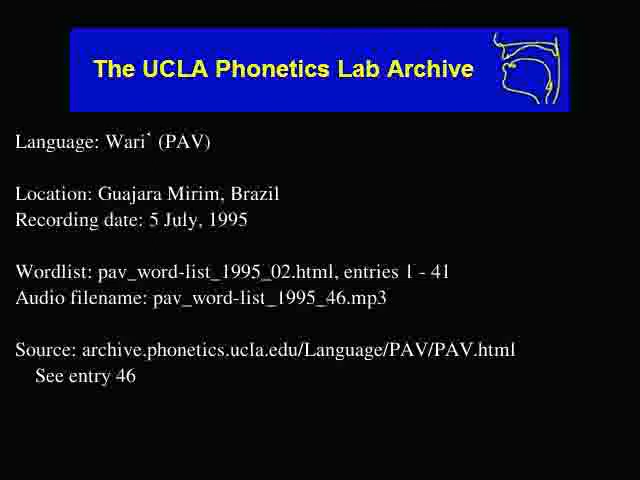 The UCLA Phonetics Lab Archive
Language: Wari` (PAV)
Location: Guajara Mirim, Brazil
Recording date: 5 July, 1995
Wordlist: pav_word-list_1995_02.html, entries 1 - 41
Audio filename: pav_word-list_1995_46.mp3
Source: archive.phonetics.ucla.edu/Language/PAV/PAV.html
See entry 46